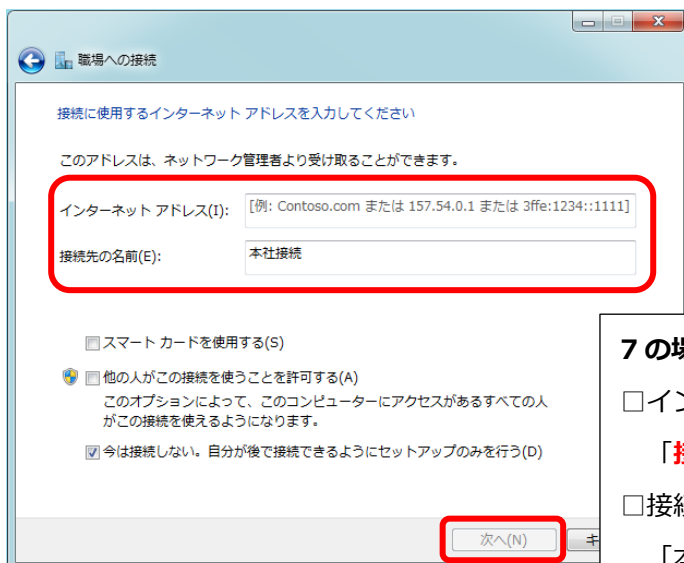 職場への接続
接続に使用するインターネット アドレスを入力してください
このアドレスは、ネットワーク管理者より受け取ることができます。
インターネット アドレス(I):
[例: Contoso.com または 157.54.0.1 または 3ffe:1234::1111]
接続先の名前(E):
本社接続
スマート カードを使用する(S)
他の人がこの接続を使うことを許可する(A)
このオプションによって、このコンピューターにアクセスがあるすべての人
がこの接続を使えるようになります。
今は接続しない。自分が後で接続できるようにセットアップのみを行う(D)
次へ(N)
キ
7 の場
□イン
「接
□接続
「本